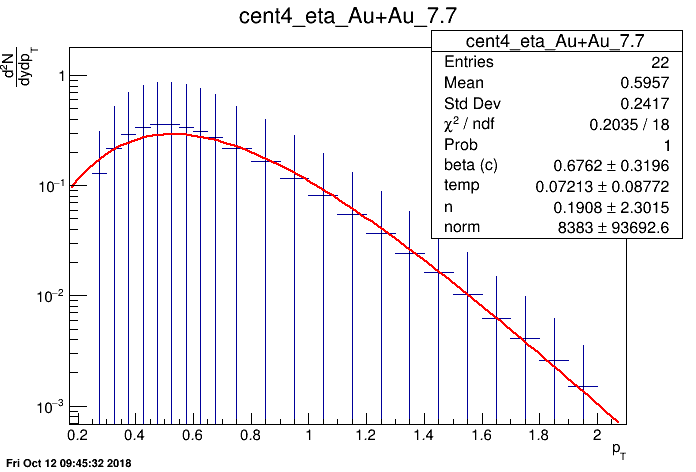 cent4_eta_Au+Au_7.7
d²N
dydp_T
cent4_eta_Au+Au_7.7
Entries 22
Mean 0.5957
Std Dev 0.2417
χ² / ndf 0.2035 / 18
Prob 1
beta (c) 0.6762 ± 0.3196
temp 0.07213 ± 0.08772
n 0.1908 ± 2.3015
norm 8383 ± 93692.6
1
10⁻¹
10⁻²
10⁻³
0.2 0.4 0.6 0.8 1 1.2 1.4 1.6 1.8 2
p_T
Fri Oct 12 09:45:32 2018